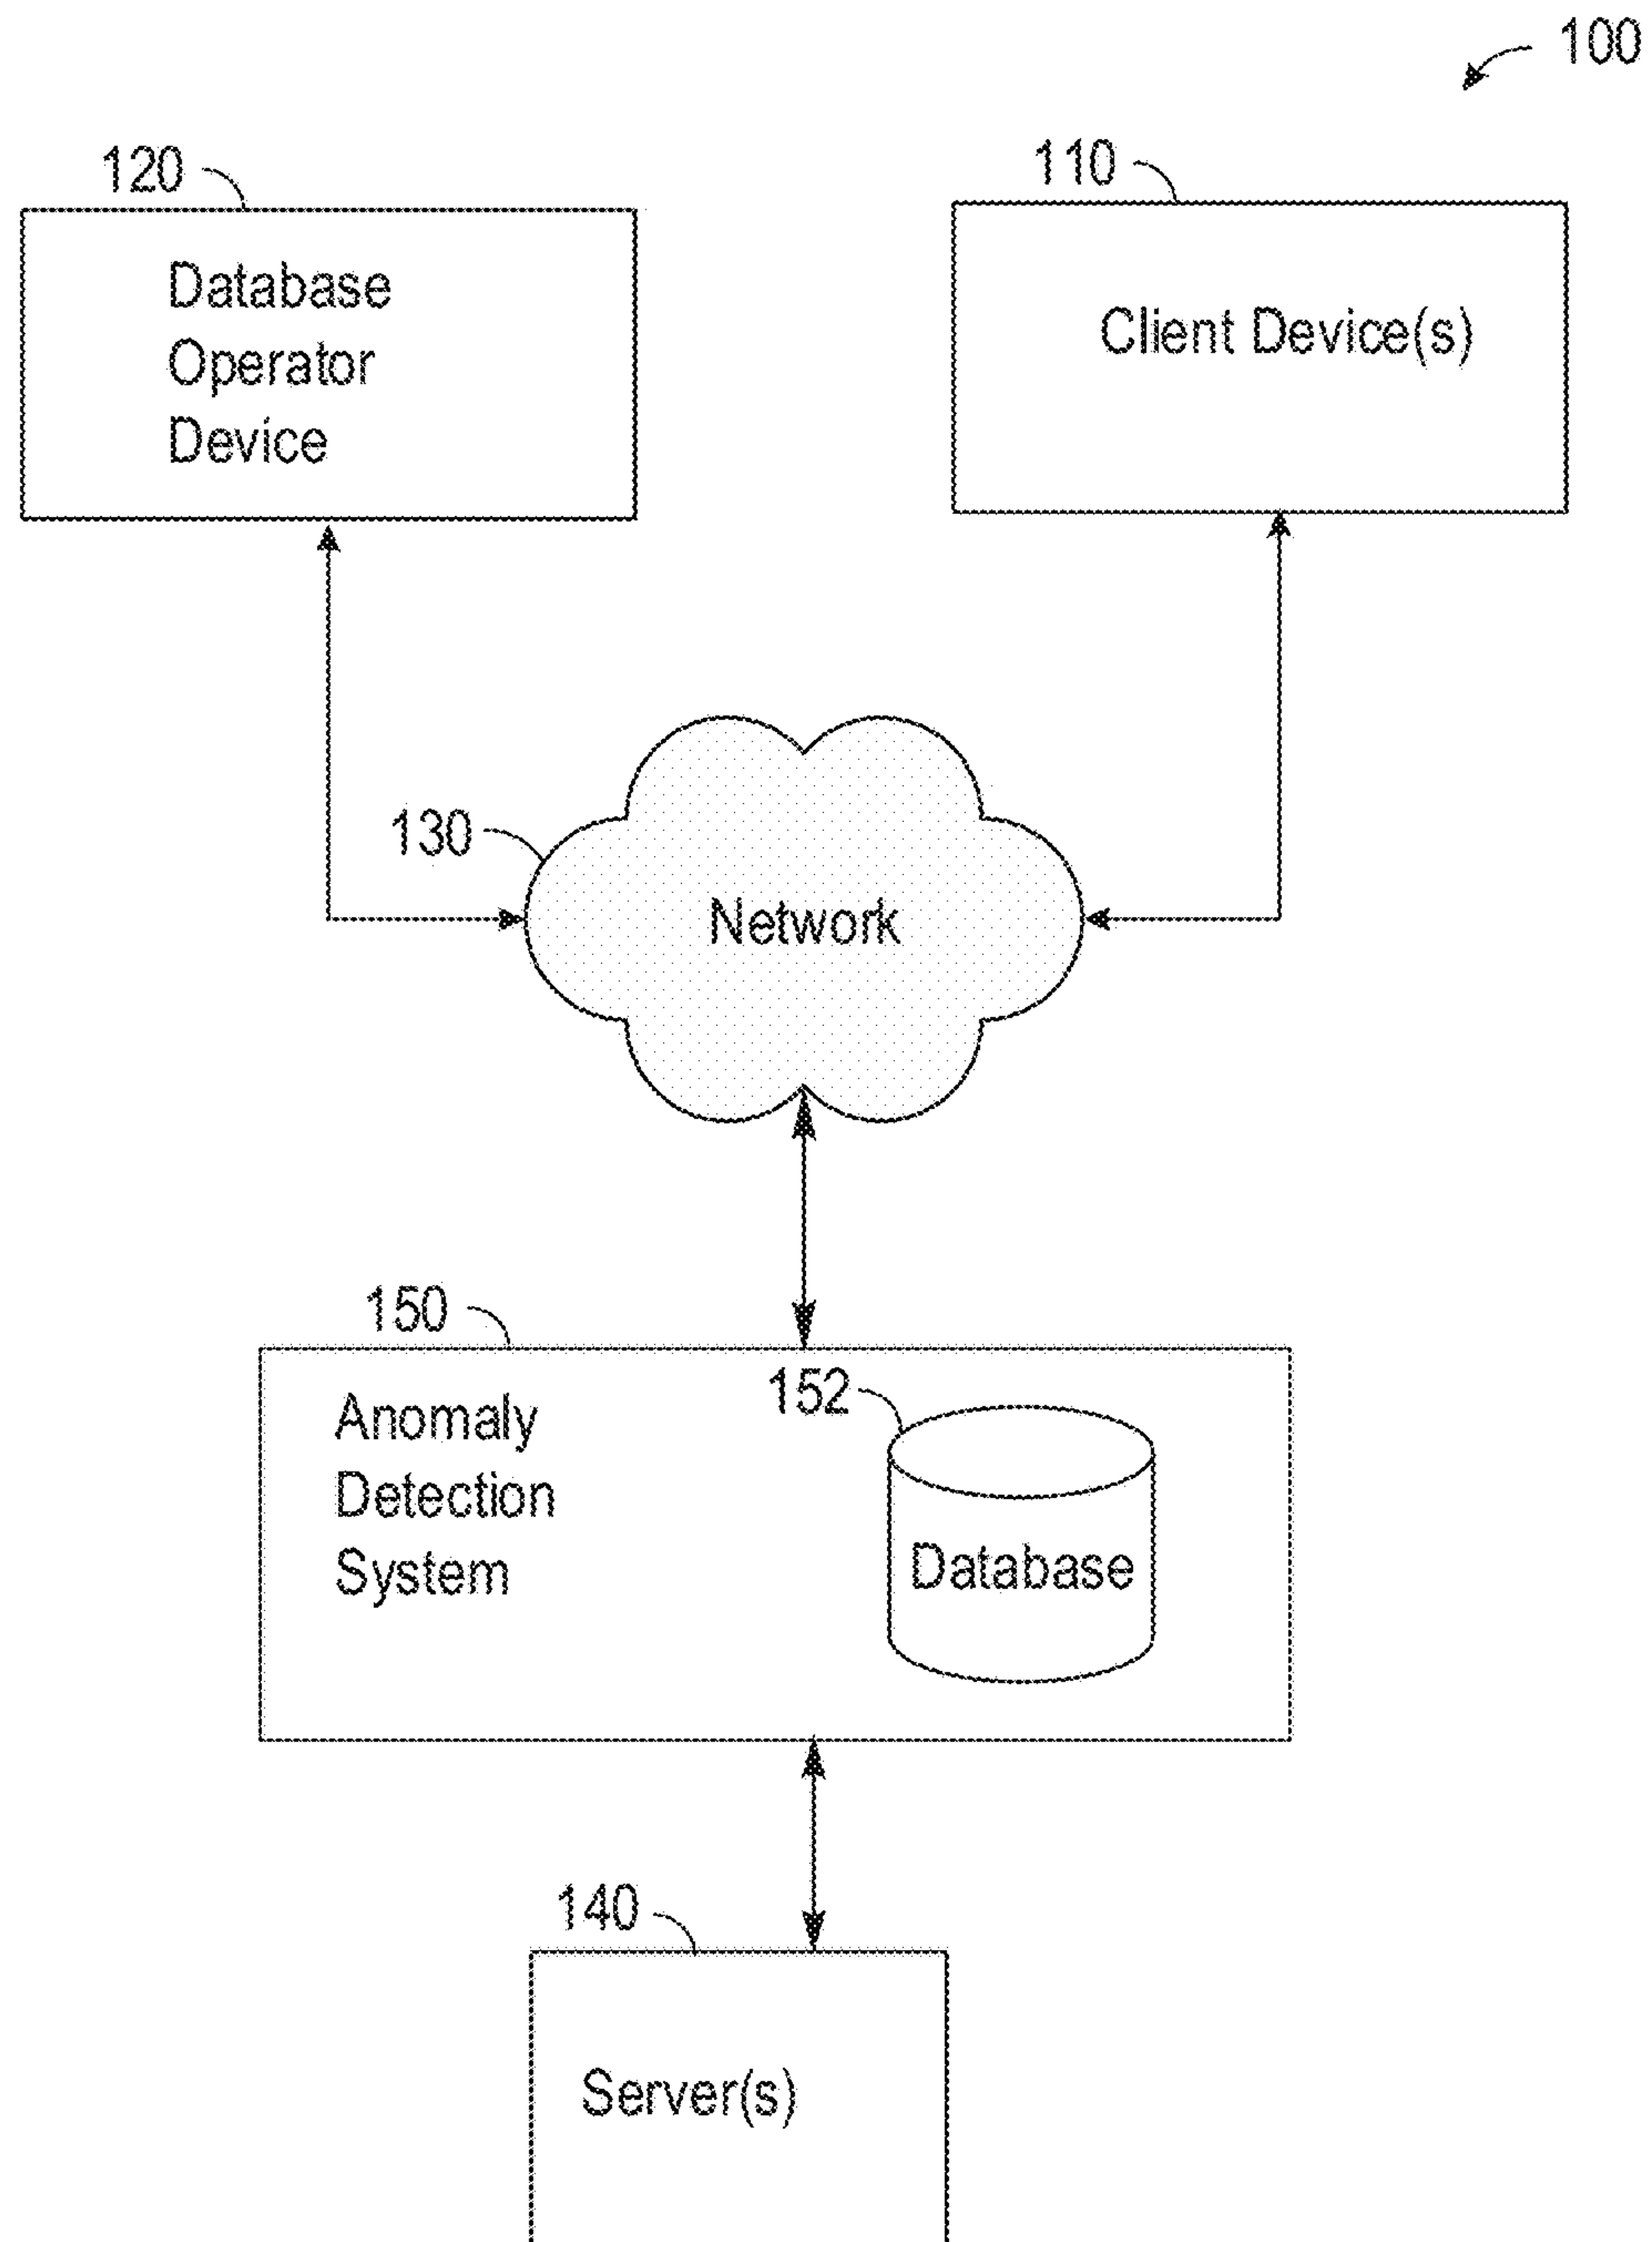 100
120
110
Database
Operator
Device
Client Device(s)
130
Network
150
152
Anomaly
Detection
System
Database
140
Server(s)